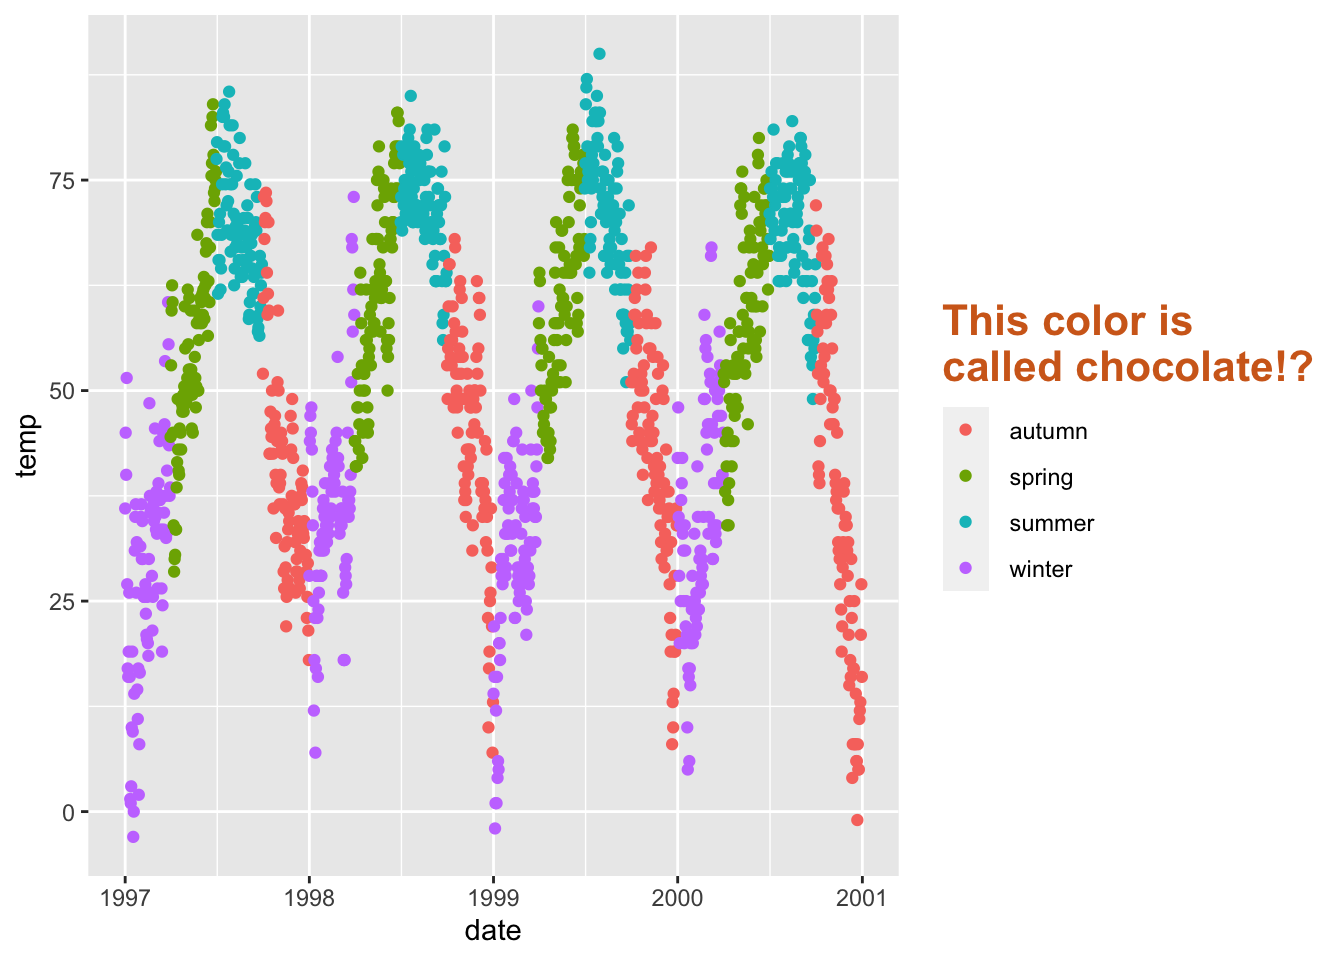 75
50
25
0
temp
1997
1998
1999
2000
2001
date
This color is
called chocolate!?
autumn
spring
summer
winter